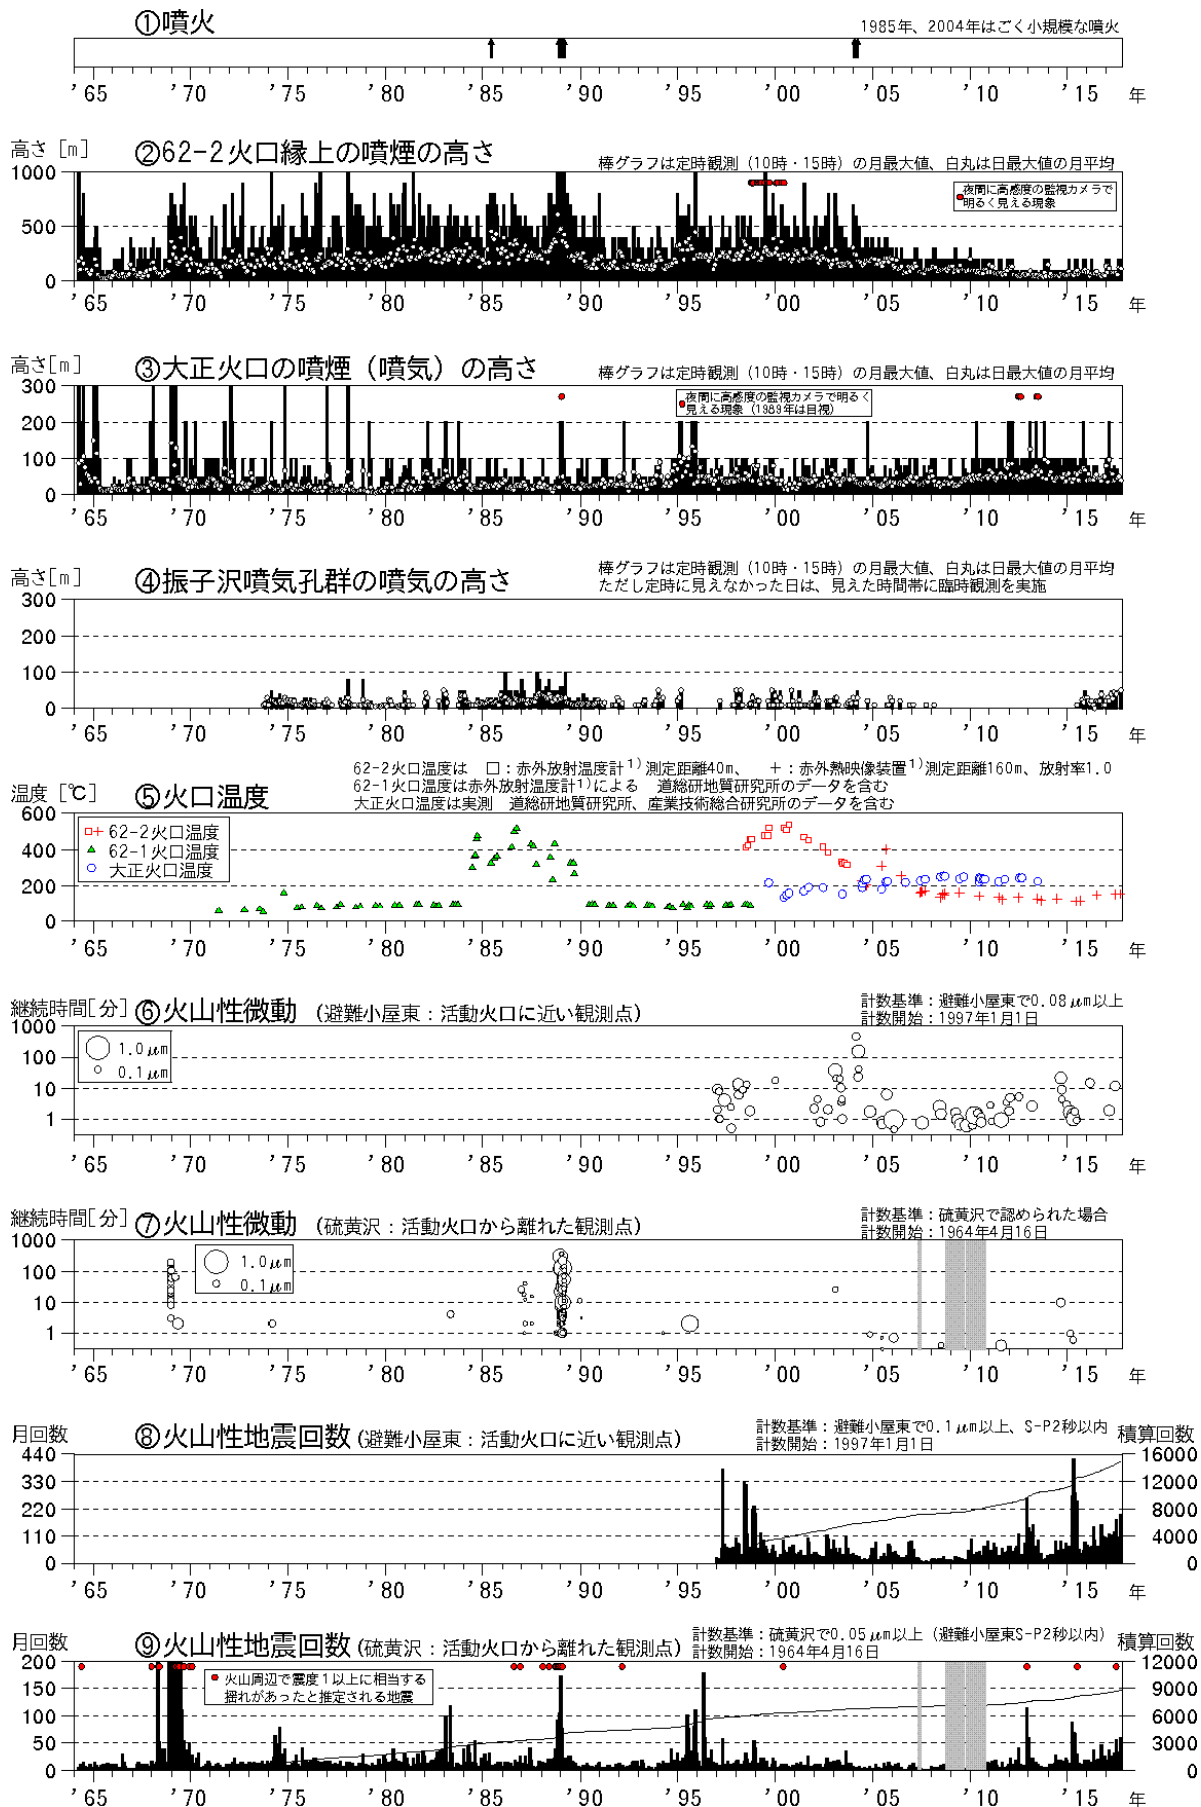 ①噴火
1985年、2004年はごく小規模な噴火
'65 '70 '75 '80 '85 '90 '95 '00 '05 '10 '15 年
高さ[m] ②62-2火口縁上の噴煙の高さ
棒グラフは定時観測(10時・15時)の月最大値、白丸は日最大値の月平均
1000
500
0
夜間に高感度の監視カメラで
明るく見える現象
'65 '70 '75 '80 '85 '90 '95 '00 '05 '10 '15 年
高さ[m] ③大正火口の噴煙(噴気)の高さ
棒グラフは定時観測(10時・15時)の月最大値、白丸は日最大値の月平均
300
200
100
0
夜間に高感度の監視カメラで明るく
見える現象(1989年は目視)
'65 '70 '75 '80 '85 '90 '95 '00 '05 '10 '15 年
高さ[m] ④振子沢噴気孔群の噴気の高さ
棒グラフは定時観測(10時・15時)の月最大値、白丸は日最大値の月平均
ただし定時に見えなかった日は、見えた時間帯に臨時観測を実施
300
200
100
0
'65 '70 '75 '80 '85 '90 '95 '00 '05 '10 '15 年
62-2火口温度は □:赤外放射温度計1)測定距離40m、 +:赤外熱映像装置1)測定距離160m、放射率1.0
62-1火口温度は赤外放射温度計1)による 道総研地質研究所のデータを含む
大正火口温度は実測 道総研地質研究所、産業技術総合研究所のデータを含む
温度[℃] ⑤火口温度
600
400
200
0
□+ 62-2火口温度
▲ 62-1火口温度
○ 大正火口温度
'65 '70 '75 '80 '85 '90 '95 '00 '05 '10 '15 年
継続時間[分] ⑥火山性微動 (避難小屋東:活動火口に近い観測点)
計数基準:避難小屋東で0.08μm以上
計数開始:1997年1月1日
1000
100
10
1
1.0μm
0.1μm
'65 '70 '75 '80 '85 '90 '95 '00 '05 '10 '15 年
継続時間[分] ⑦火山性微動 (硫黄沢:活動火口から離れた観測点)
計数基準:硫黄沢で認められた場合
計数開始:1964年4月16日
1000
100
10
1
1.0μm
0.1μm
'65 '70 '75 '80 '85 '90 '95 '00 '05 '10 '15 年
月回数 ⑧火山性地震回数(避難小屋東:活動火口に近い観測点)
計数基準:避難小屋東で0.1μm以上、S-P2秒以内
計数開始:1997年1月1日
積算回数
440 16000
330 12000
220 8000
110 4000
0 0
'65 '70 '75 '80 '85 '90 '95 '00 '05 '10 '15 年
月回数 ⑨火山性地震回数(硫黄沢:活動火口から離れた観測点)
計数基準:硫黄沢で0.05μm以上(避難小屋東S-P2秒以内)
計数開始:1964年4月16日
積算回数
200 12000
150 9000
100 6000
50 3000
0 0
火山周辺で震度1以上に相当する
揺れがあったと推定される地震
'65 '70 '75 '80 '85 '90 '95 '00 '05 '10 '15 年